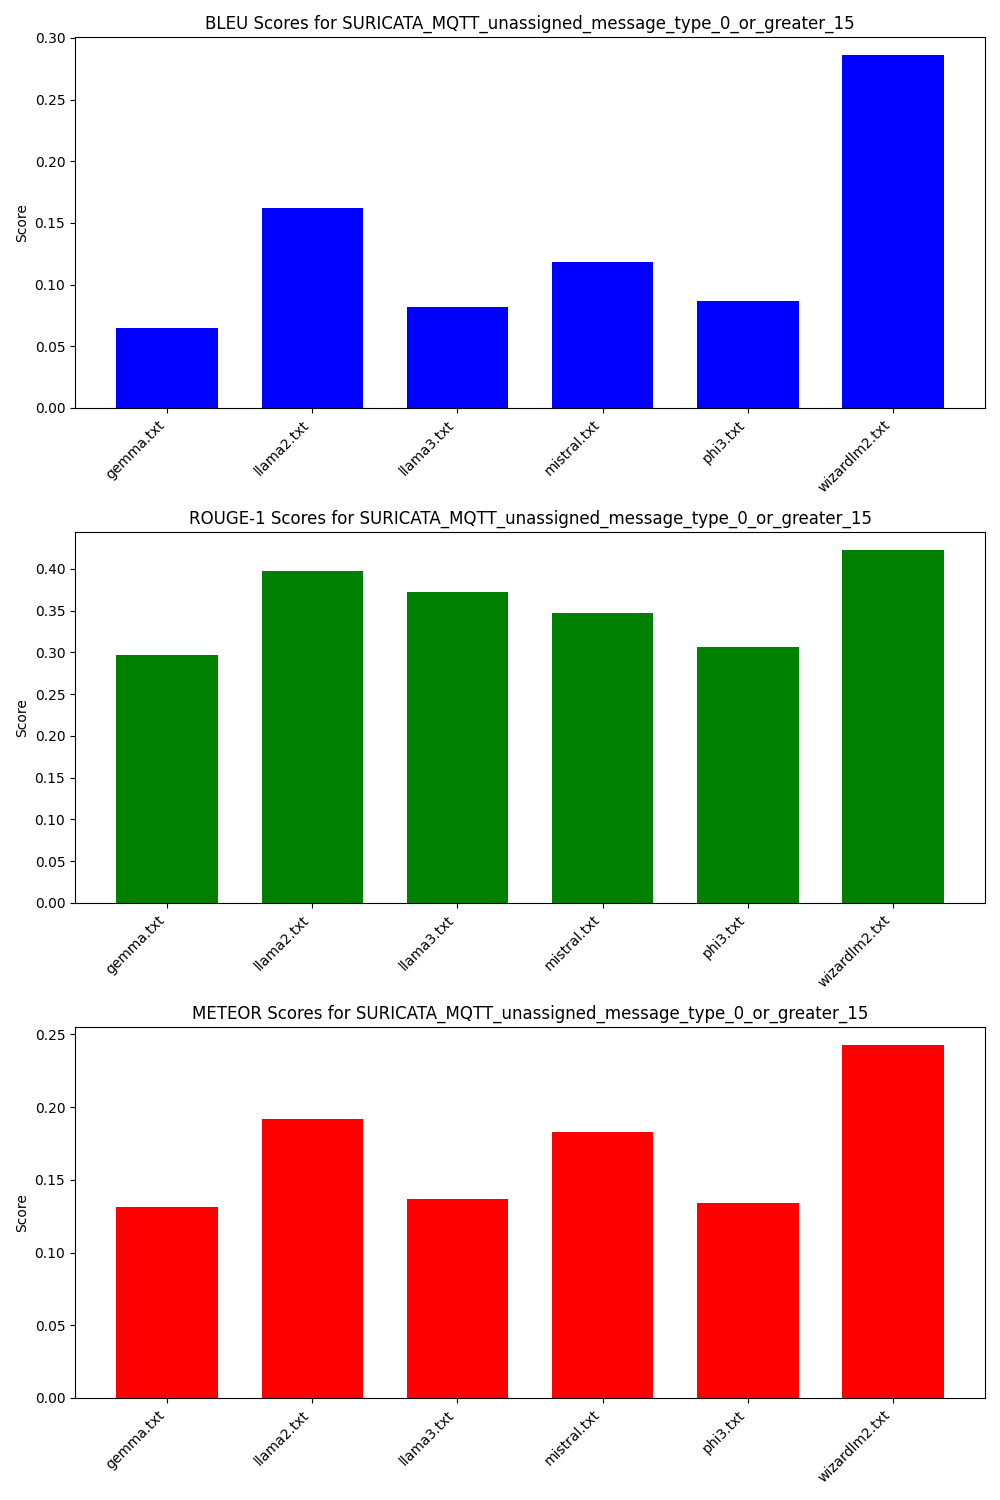 BLEU Scores for SURICATA_MQTT_unassigned_message_type_0_or_greater_15
0.30
0.25
0.20
0.15
0.10
0.05
0.00
Score
gemma.txt
llama2.txt
llama3.txt
mistral.txt
phi3.txt
wizardlm2.txt
ROUGE-1 Scores for SURICATA_MQTT_unassigned_message_type_0_or_greater_15
0.40
0.35
0.30
0.25
0.20
0.15
0.10
0.05
0.00
Score
gemma.txt
llama2.txt
llama3.txt
mistral.txt
phi3.txt
wizardlm2.txt
METEOR Scores for SURICATA_MQTT_unassigned_message_type_0_or_greater_15
0.25
0.20
0.15
0.10
0.05
0.00
Score
gemma.txt
llama2.txt
llama3.txt
mistral.txt
phi3.txt
wizardlm2.txt